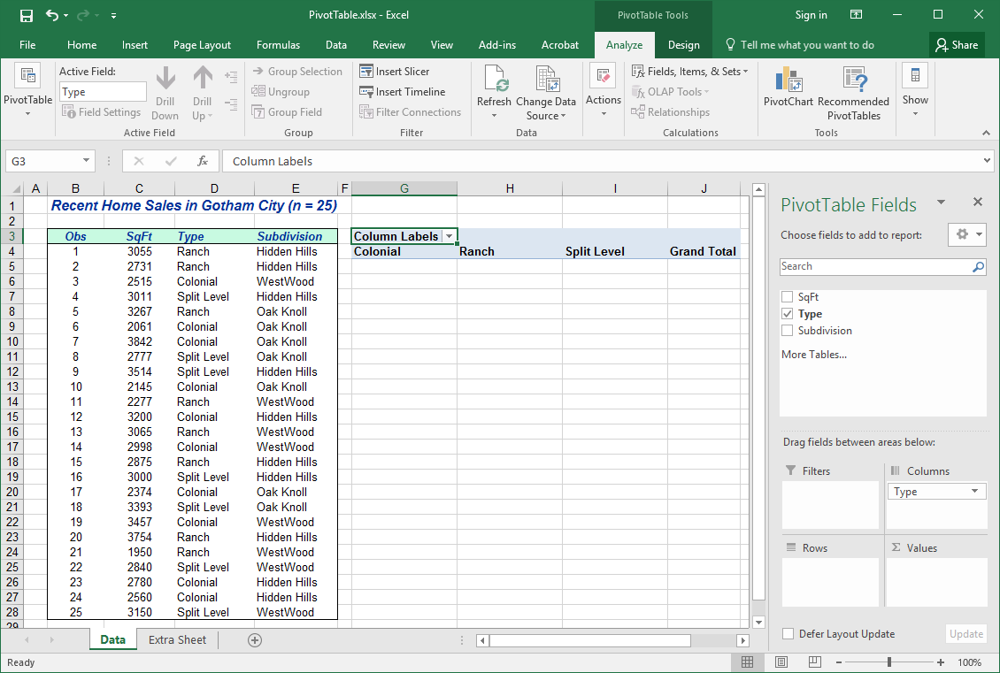 PivotTable.xlsx - Excel
PivotTable Tools
Sign in
File Home Insert Page Layout Formulas Data Review View Add-ins Acrobat Analyze Design Tell me what you want to do Share
PivotTable
Active Field:
Type
Field Settings
Drill Down
Drill Up
Active Field
Group Selection
Ungroup
Group Field
Group
Insert Slicer
Insert Timeline
Filter Connections
Filter
Refresh
Change Data Source
Data
Actions
Fields, Items, & Sets
OLAP Tools
Relationships
Calculations
PivotChart
Recommended PivotTables
Tools
Show
G3 fx Column Labels
A B C D E F G H I J
1 Recent Home Sales in Gotham City (n = 25)
2
3 Obs SqFt Type Subdivision Column Labels
4 1 3055 Ranch Hidden Hills Colonial Ranch Split Level Grand Total
5 2 2731 Ranch Hidden Hills
6 3 2515 Colonial WestWood
7 4 3011 Split Level Hidden Hills
8 5 3267 Ranch Oak Knoll
9 6 2061 Colonial Oak Knoll
10 7 3842 Colonial Oak Knoll
11 8 2777 Split Level Oak Knoll
12 9 3514 Split Level Hidden Hills
13 10 2145 Colonial Oak Knoll
14 11 2277 Ranch WestWood
15 12 3200 Colonial Hidden Hills
16 13 3065 Ranch WestWood
17 14 2998 Colonial WestWood
18 15 2875 Ranch Hidden Hills
19 16 3000 Split Level Hidden Hills
20 17 2374 Colonial Oak Knoll
21 18 3393 Split Level Oak Knoll
22 19 3457 Colonial WestWood
23 20 3754 Ranch Hidden Hills
24 21 1950 Ranch WestWood
25 22 2840 Split Level WestWood
26 23 2780 Colonial Hidden Hills
27 24 2560 Colonial Hidden Hills
28 25 3150 Split Level WestWood
29
PivotTable Fields
Choose fields to add to report:
Search
SqFt
Type
Subdivision
More Tables...
Drag fields between areas below:
Filters
Columns
Type
Rows
Σ Values
Defer Layout Update
Update
Data Extra Sheet
Ready
100%